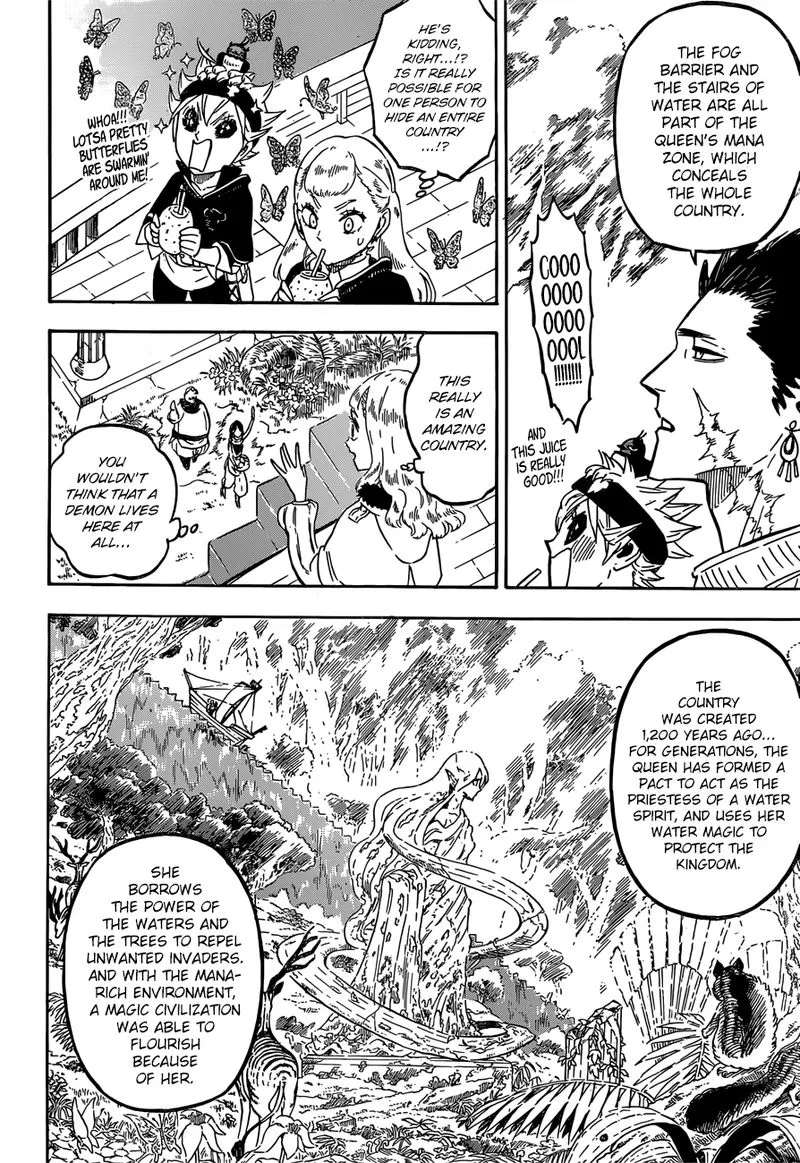 THE FOG
BARRIER AND
THE STAIRS OF
WATER ARE ALL
PART OF THE
QUEEN'S MANA
ZONE, WHICH
CONCEALS
THE WHOLE
COUNTRY.
COOO
OOOO
OOOO
OOOL
!!!!!!!!
AND
THIS JUICE
IS REALLY
GOOD!!!
HE'S
KIDDING,
RIGHT...!?
IS IT REALLY
POSSIBLE FOR
ONE PERSON TO
HIDE AN ENTIRE
COUNTRY
...!?
WHOA!!!
LOTSA PRETTY
BUTTERFLIES
ARE SWARMIN'
AROUND ME!
THIS
REALLY
IS AN
AMAZING
COUNTRY.
YOU
WOULDN'T
THINK THAT A
DEMON LIVES
HERE AT
ALL...
THE
COUNTRY
WAS CREATED
1,200 YEARS AGO...
FOR GENERATIONS, THE
QUEEN HAS FORMED A
PACT TO ACT AS THE
PRIESTESS OF A WATER
SPIRIT, AND USES HER
WATER MAGIC TO
PROTECT THE
KINGDOM.
SHE
BORROWS
THE POWER OF
THE WATERS AND
THE TREES TO REPEL
UNWANTED INVADERS.
AND WITH THE MANA-
RICH ENVIRONMENT,
A MAGIC CIVILIZATION
WAS ABLE TO
FLOURISH
BECAUSE
OF HER.